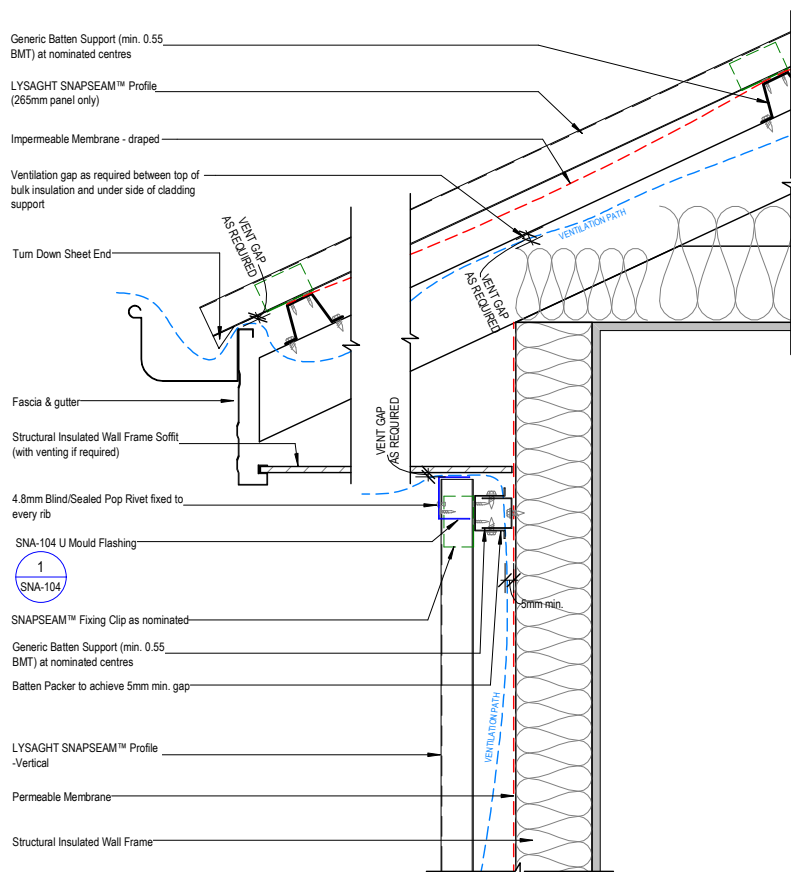 Generic Batten Support (min. 0.55
BMT) at nominated centres
LYSAGHT SNAPSEAM™ Profile
(265mm panel only)
Impermeable Membrane - draped
Ventilation gap as required between top of
bulk insulation and under side of cladding
support
VENT GAP
AS REQUIRED
VENTILATION PATH
VENT GAP
AS REQUIRED
Turn Down Sheet End
Fascia & gutter
VENT GAP
AS REQUIRED
Structural Insulated Wall Frame Soffit
(with venting if required)
4.8mm Blind/Sealed Pop Rivet fixed to
every rib
SNA-104 U Mould Flashing
1
SNA-104
5mm min.
SNAPSEAM™ Fixing Clip as nominated
Generic Batten Support (min. 0.55
BMT) at nominated centres
Batten Packer to achieve 5mm min. gap
VENTILATION PATH
LYSAGHT SNAPSEAM™ Profile
-Vertical
Permeable Membrane
Structural Insulated Wall Frame